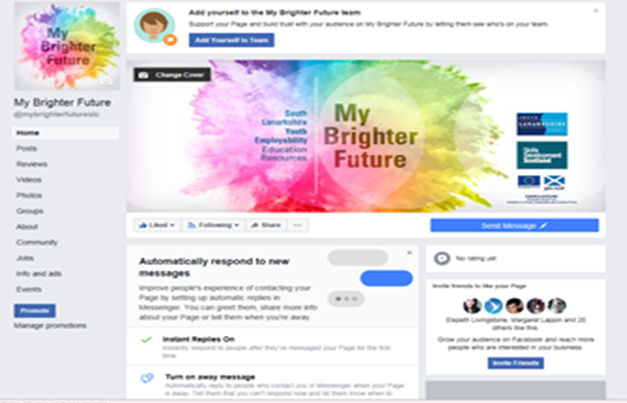 My
Brighter
Future
My Brighter Future
@mybrighterfutureslc
Home
Posts
Reviews
Videos
Photos
Groups
About
Community
Jobs
Info and ads
Events
Promote
Manage promotions
Add yourself to the My Brighter Future team
Support your Page and build trust with your audience on My Brighter Future by letting them see who's on your team.
Add Yourself to Team
Change Cover
South
Lanarkshire
Youth
Employability
Education
Resources
My
Brighter
Future
SOUTH
LANARKSHIRE
Skills
Development
Scotland
Liked
Following
Share
Send Message
Automatically respond to new
messages
Improve people's experience of contacting your
Page by setting up automatic replies in
Messenger. You can greet them, share more info
about your Page or tell them when you're away.
Instant Replies On
Instantly respond to people after they've messaged your Page for the first
time.
Turn on away message
Automatically reply to people who contact you in Messenger when your Page
is away. Tell them that you can't respond now and let them know when to
No rating yet
Invite friends to like your Page
Elspeth Livingstone, Margaret Lappin and 20
others like this.
Grow your audience on Facebook and reach more
people who are interested in your business.
Invite Friends